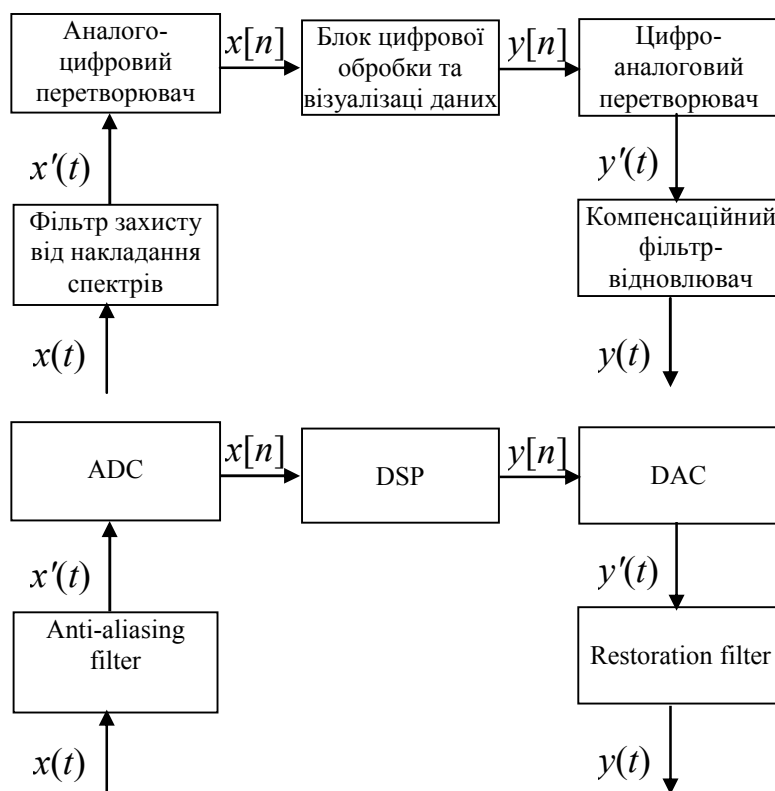 Аналого-
цифровий
перетворювач
x[n]
Блок цифрової
обробки та
візуалізаці даних
y[n]
Цифро-
аналоговий
перетворювач
x'(t)
y'(t)
Фільтр захисту
від накладання
спектрів
Компенсаційний
фільтр-
відновлювач
x(t)
y(t)
ADC
x[n]
DSP
y[n]
DAC
x'(t)
y'(t)
Anti-aliasing
filter
Restoration filter
x(t)
y(t)